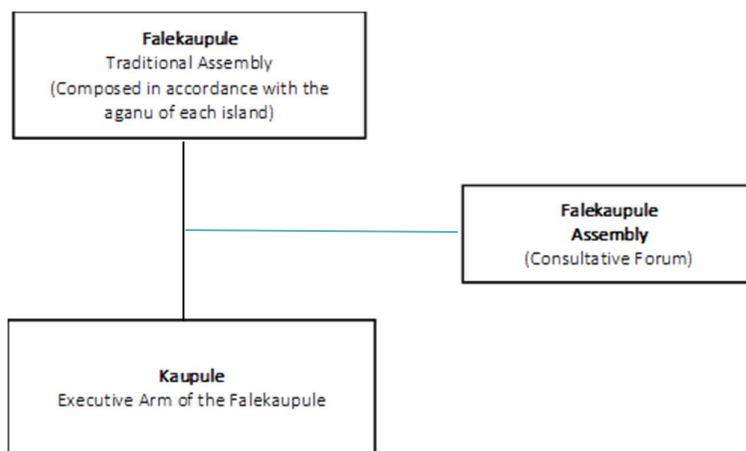 Falekaupule
Traditional Assembly
(Composed in accordance with the
aganu of each island)
Falekaupule
Assembly
(Consultative Forum)
Kaupule
Executive Arm of the Falekaupule